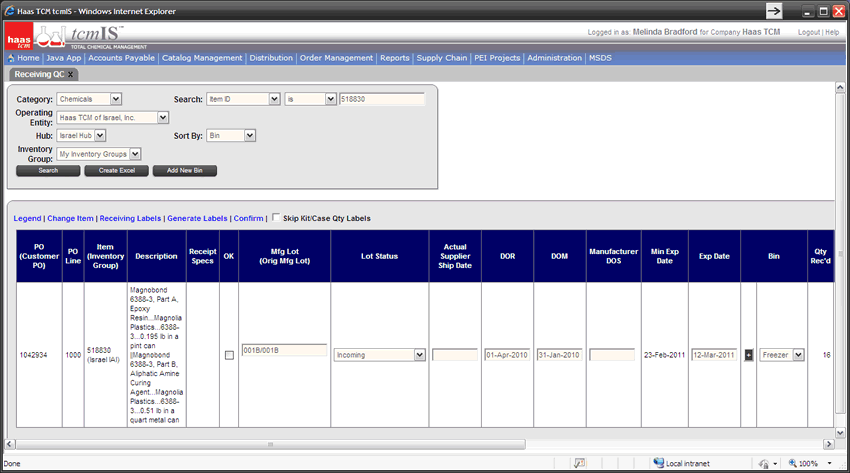 Haas TCM tcmIS - Windows Internet Explorer
haas tcm
tcmIS
TOTAL CHEMICAL MANAGEMENT
Logged in as: Melinda Bradford for Company Haas TCM
Logout | Help
Home | Java App | Accounts Payable | Catalog Management | Distribution | Order Management | Reports | Supply Chain | PEI Projects | Administration | MSDS
Receiving QC X
Category: Chemicals Search: Item ID is 518830
Operating Entity: Haas TCM of Israel, Inc.
Hub: Israel Hub Sort By: Bin
Inventory Group: My Inventory Groups
Search Create Excel Add New Bin
Legend | Change Item | Receiving Labels | Generate Labels | Confirm | Skip Kit/Case Qty Labels
PO (Customer PO)
PO Line
Item (Inventory Group)
Description
Receipt Specs
OK
Mfg Lot (Orig Mfg Lot)
Lot Status
Actual Supplier Ship Date
DOR
DOM
Manufacturer DOS
Min Exp Date
Exp Date
Bin
Qty Rec'd
1042934
1000
518830 (Israel IAI)
Magnobond
6388-3, Part A,
Epoxy
Resin...Magnolia
Plastics...6388-
3...0.195 lb in a
pint can
||Magnobond
6388-3, Part B,
Aliphatic Amine
Curing
Agent...Magnolia
Plastics...6388-
3...0.51 lb in a
quart metal can
001B/001B
Incoming
01-Apr-2010
31-Jan-2010
23-Feb-2011
12-Mar-2011
+
Freezer
16
Done
Local intranet
100%